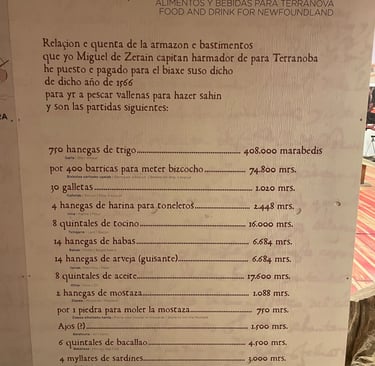 ALIMENTOS Y BEBIDAS PARA TERRANOVA
FOOD AND DRINK FOR NEWFOUNDLAND
Relaçion e quenta de la armazon e bastimentos
que yo Miguel de Zerain capitan harmador de para Terranoba
he puesto e pagado para el biaxe suso dicho
de dicho año de 1566
para yr a pescar vallenas para hazer sahin
y son las partidas siguientes:
750 hanegas de trigo 408.000 marabedis
por 400 barricas para meter bizcocho 74.800 mrs.
30 galletas 1.020 mrs.
4 hanegas de harina para toneleros 2.448 mrs.
8 quintales de tocino 16.000 mrs.
14 hanegas de habas 6.684 mrs.
14 hanegas de arveja (guisante) 6.684 mrs.
8 quintales de aceite 17.600 mrs.
2 hanegas de mostaza 1.088 mrs.
por 1 piedra para moler la mostaza 750 mrs.
Ajos (?) 1.500 mrs.
6 quintales de bacallao 4.500 mrs.
4 myllares de sardines 3.000 mrs.